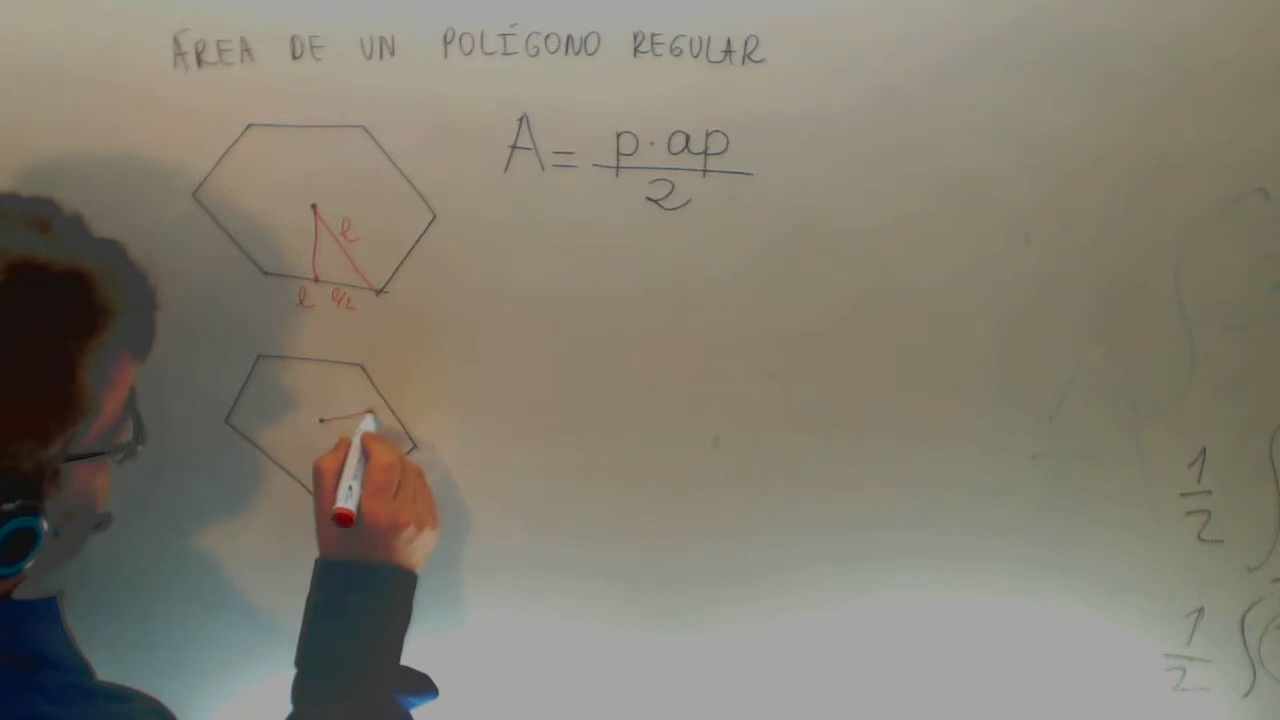 ÁREA DE UN POLÍGONO REGULAR
A = p·ap
2
l
l l/2
1
2
1
2